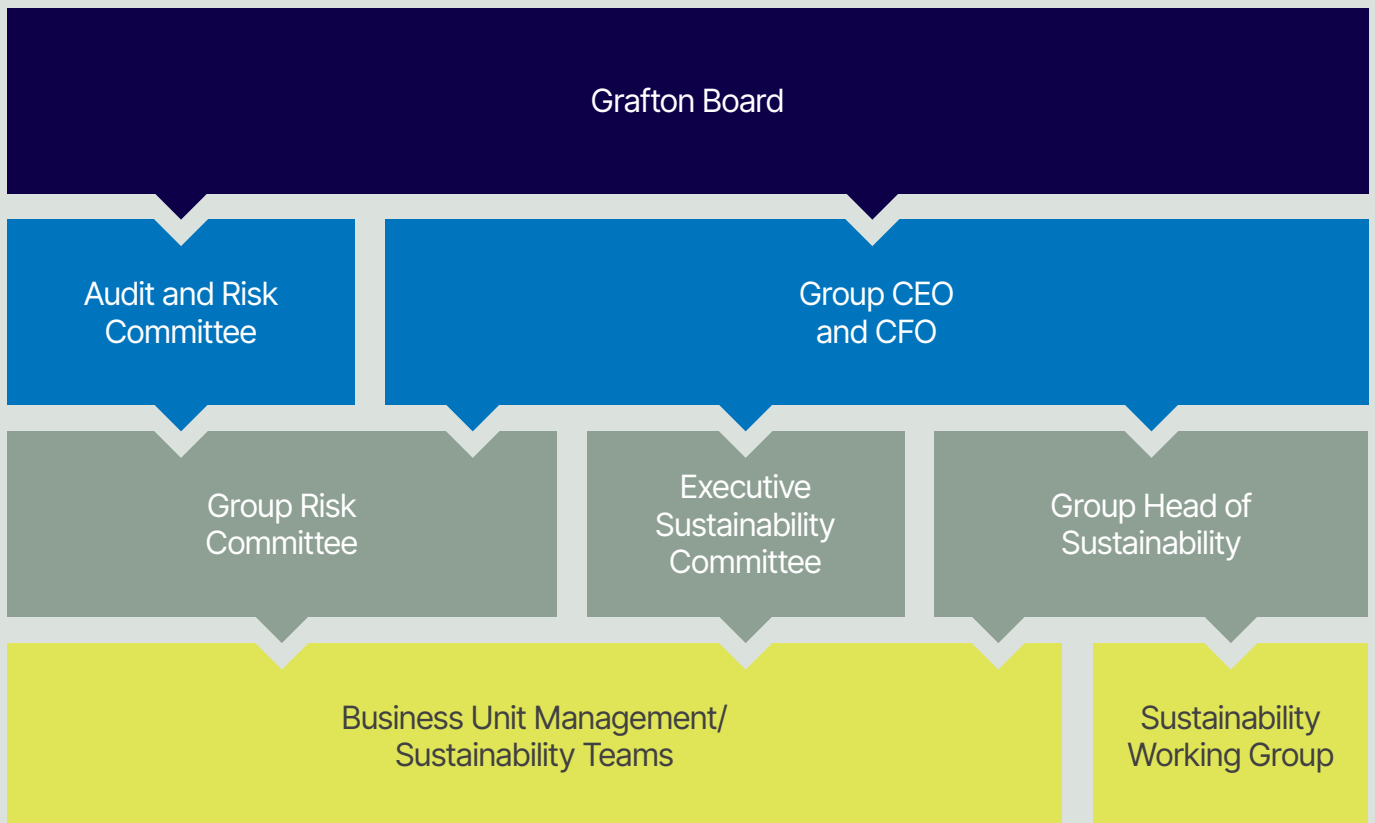 Grafton Board
Audit and Risk
Committee
Group CEO
and CFO
Group Risk
Committee
Executive
Sustainability
Committee
Group Head of
Sustainability
Business Unit Management/
Sustainability Teams
Sustainability
Working Group